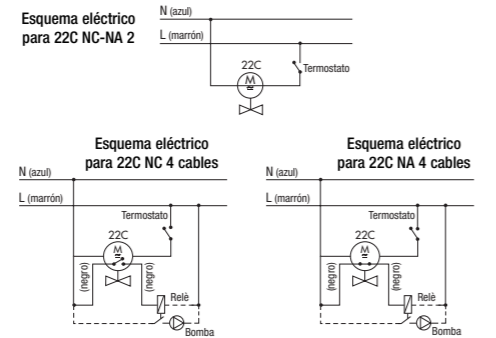 Esquema eléctrico
para 22C NC-NA 2
N (azul)
L (marrón)
22C
M
Termostato
Esquema eléctrico
para 22C NC 4 cables
N (azul)
L (marrón)
Termostato
22C
M
(negro)
(negro)
Relè
Bomba
Esquema eléctrico
para 22C NA 4 cables
N (azul)
L (marrón)
Termostato
22C
M
(negro)
(negro)
Relè
Bomba